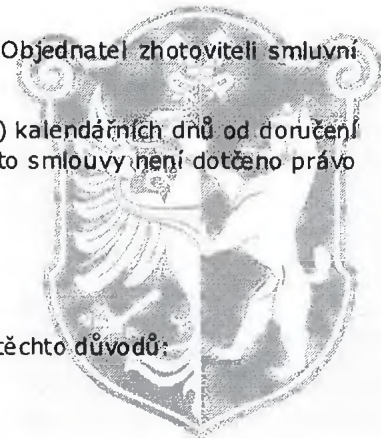 Objednatel zhotoviteli smluvní
) kalendářních dnů od doručení
to smlouvy není dotčeno právo
těchto důvodů: